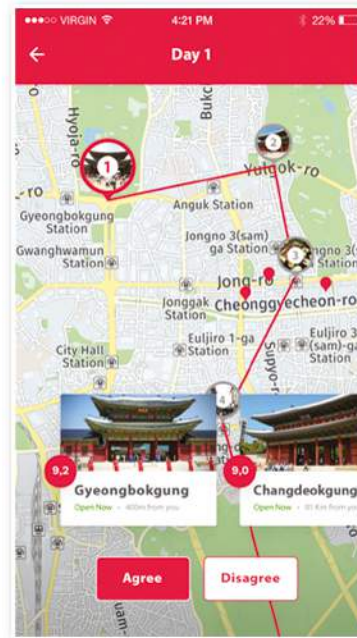 VIRGIN
4:21 PM
22%
Day 1
Hyoja-ro
Bukc
1
2
Yulgok-ro
-ro
Anguk Station
Gyeongbokgung
Station
Jongno 3(sam)
ga Station
3
Gwanghwamun
Station
Jong-ro
Jonggak
Station
Cheonggyecheon-ro
Euljiro 1-ga
Station
Euljiro 3
(sam)-ga
Station
City Hall
Station
Supyo-ro
4
9,2
9,0
Gyeongbokgung
Changdeokgung
Open Now • 400m from you
Open Now
Agree
Disagree